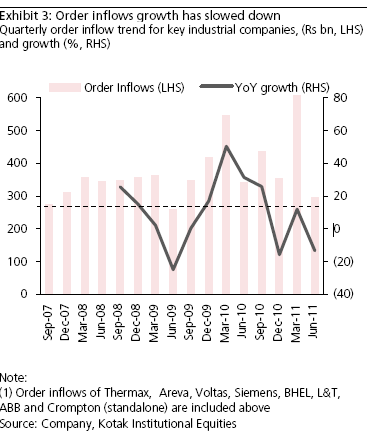 Exhibit 3: Order inflows growth has slowed down
Quarterly order inflow trend for key industrial companies, (Rs bn, LHS)
and growth (%, RHS)
Order Inflows (LHS) YoY growth (RHS)
600 80
500 60
400 40
300 20
200 0
100 (20)
0 (40)
Sep-07 Dec-07 Mar-08 Jun-08 Sep-08 Dec-08 Mar-09 Jun-09 Sep-09 Dec-09 Mar-10 Jun-10 Sep-10 Dec-10 Mar-11 Jun-11
Note:
(1) Order inflows of Thermax, Areva, Voltas, Siemens, BHEL, L&T,
ABB and Crompton (standalone) are included above
Source: Company, Kotak Institutional Equities